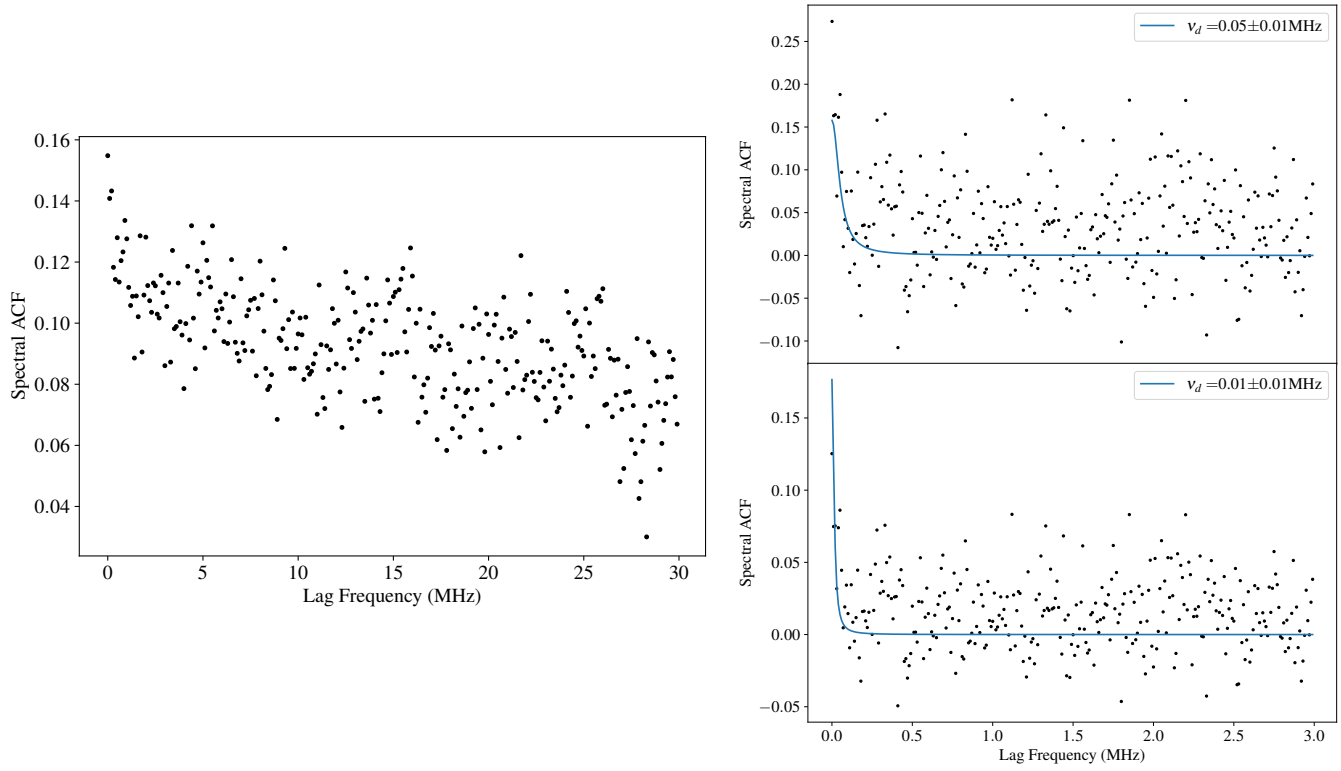 0.16
0.14
0.12
0.10
0.08
0.06
0.04
Spectral ACF
0 5 10 15 20 25 30
Lag Frequency (MHz)
0.25
0.20
0.15
0.10
0.05
0.00
−0.05
−0.10
Spectral ACF
νd =0.05±0.01MHz
0.15
0.10
0.05
0.00
−0.05
Spectral ACF
νd =0.01±0.01MHz
0.0 0.5 1.0 1.5 2.0 2.5 3.0
Lag Frequency (MHz)